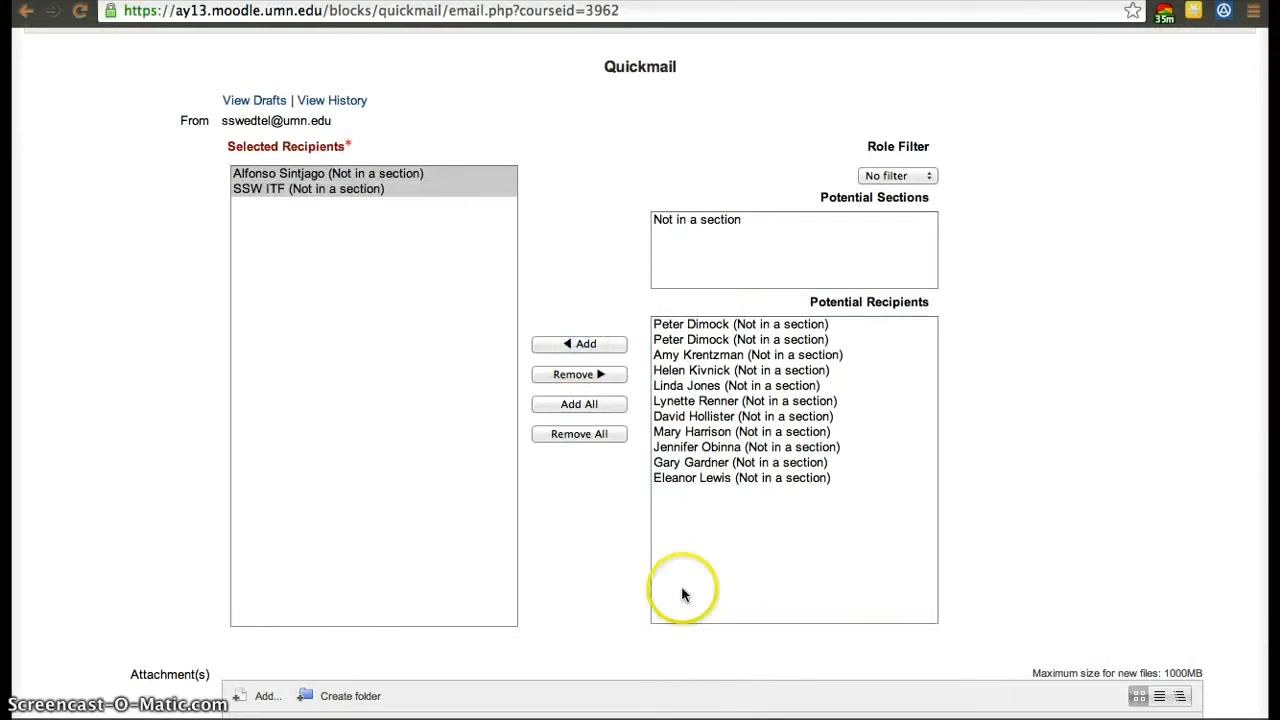 https://ay13.moodle.umn.edu/blocks/quickmail/email.php?courseid=3962
35m
Quickmail
View Drafts | View History
From sswedtel@umn.edu
Selected Recipients*
Alfonso Sintjago (Not in a section)
SSW ITF (Not in a section)
Role Filter
No filter
Potential Sections
Not in a section
Potential Recipients
Peter Dimock (Not in a section)
Peter Dimock (Not in a section)
Amy Krentzman (Not in a section)
Helen Kivnick (Not in a section)
Linda Jones (Not in a section)
Lynette Renner (Not in a section)
David Hollister (Not in a section)
Mary Harrison (Not in a section)
Jennifer Obinna (Not in a section)
Gary Gardner (Not in a section)
Eleanor Lewis (Not in a section)
◀ Add
Remove ▶
Add All
Remove All
Attachment(s)
Maximum size for new files: 1000MB
Add... Create folder
Screencast-O-Matic.com